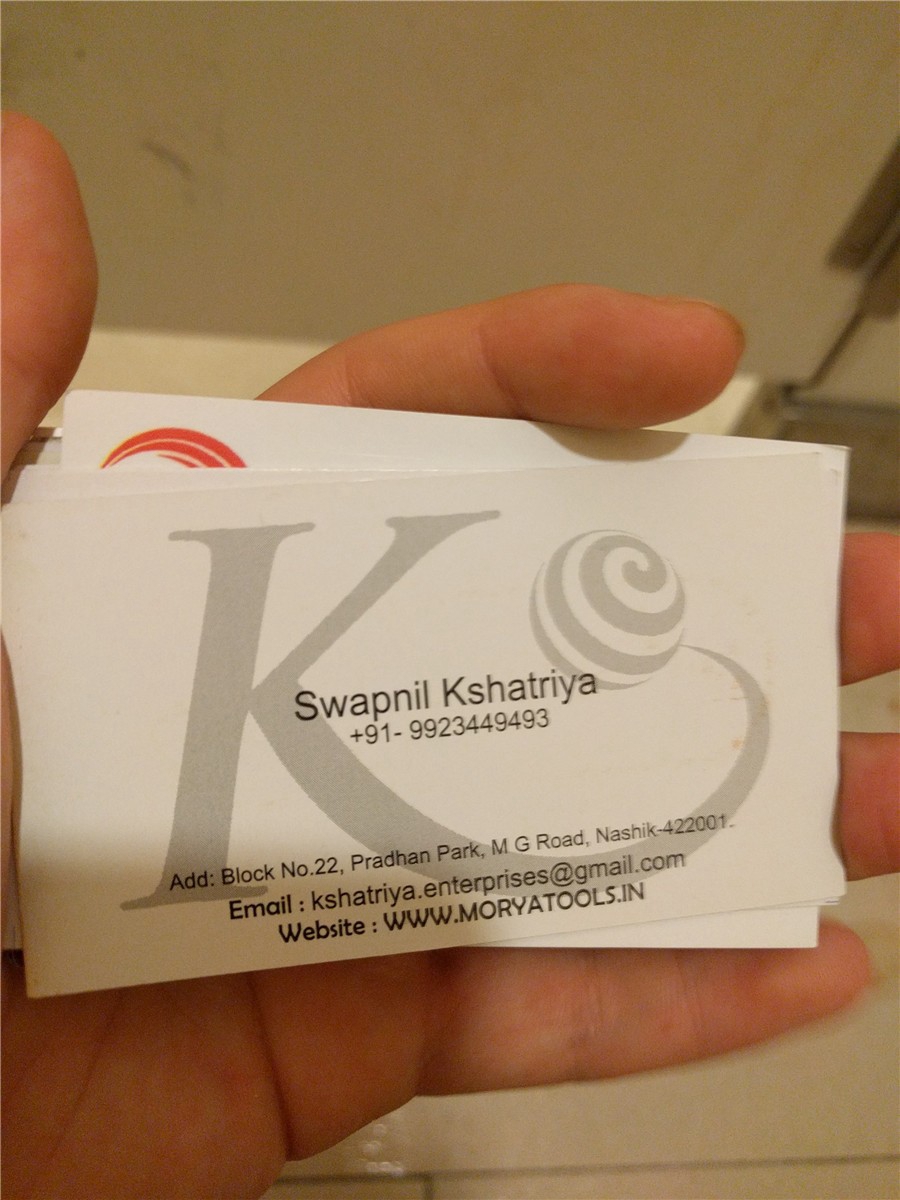 K
Swapnil Kshatriya
+91- 9923449493
Add: Block No.22, Pradhan Park, M G Road, Nashik-422001.
Email : kshatriya.enterprises@gmail.com
Website : WWW.MORYATOOLS.IN